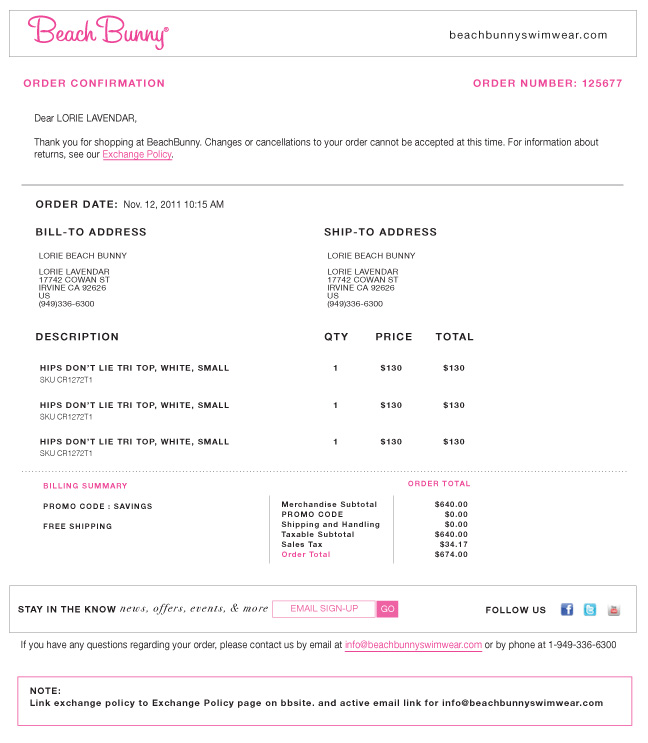 Beach Bunny®
beachbunnyswimwear.com
ORDER CONFIRMATION
ORDER NUMBER: 125677
Dear LORIE LAVENDAR,
Thank you for shopping at BeachBunny. Changes or cancellations to your order cannot be accepted at this time. For information about
returns, see our Exchange Policy.
ORDER DATE: Nov. 12, 2011 10:15 AM
BILL-TO ADDRESS
LORIE BEACH BUNNY
LORIE LAVENDAR
17742 COWAN ST
IRVINE CA 92626
US
(949)336-6300
SHIP-TO ADDRESS
LORIE BEACH BUNNY
LORIE LAVENDAR
17742 COWAN ST
IRVINE CA 92626
US
(949)336-6300
DESCRIPTION QTY PRICE TOTAL
HIPS DON'T LIE TRI TOP, WHITE, SMALL 1 $130 $130
SKU CR1272T1
HIPS DON'T LIE TRI TOP, WHITE, SMALL 1 $130 $130
SKU CR1272T1
HIPS DON'T LIE TRI TOP, WHITE, SMALL 1 $130 $130
SKU CR1272T1
BILLING SUMMARY
PROMO CODE : SAVINGS
FREE SHIPPING
ORDER TOTAL
Merchandise Subtotal $640.00
PROMO CODE $0.00
Shipping and Handling $0.00
Taxable Subtotal $640.00
Sales Tax $34.17
Order Total $674.00
STAY IN THE KNOW news, offers, events, & more EMAIL SIGN-UP GO
FOLLOW US
If you have any questions regarding your order, please contact us by email at info@beachbunnyswimwear.com or by phone at 1-949-336-6300
NOTE:
Link exchange policy to Exchange Policy page on bbsite. and active email link for info@beachbunnyswimwear.com